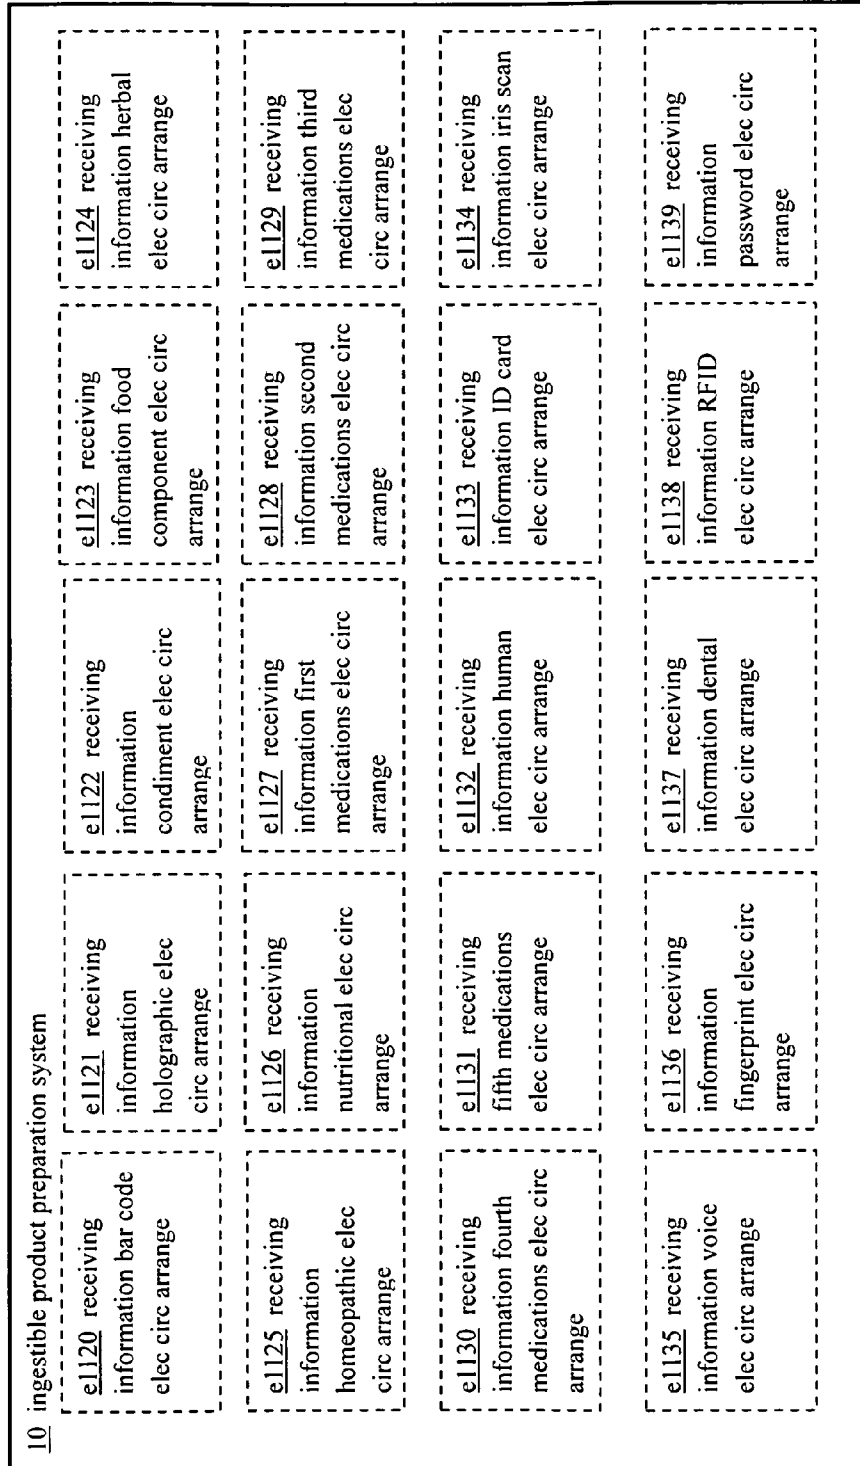 10 ingestible product preparation system
e1120 receiving
information bar code
elec circ arrange
e1121 receiving
information
holographic elec
circ arrange
e1122 receiving
information
condiment elec circ
arrange
e1123 receiving
information food
component elec circ
arrange
e1124 receiving
information herbal
elec circ arrange
e1125 receiving
information
homeopathic elec
circ arrange
e1126 receiving
information
nutritional elec circ
arrange
e1127 receiving
information first
medications elec circ
arrange
e1128 receiving
information second
medications elec circ
arrange
e1129 receiving
information third
medications elec
circ arrange
e1130 receiving
information fourth
medications elec circ
arrange
e1131 receiving
fifth medications
elec circ arrange
e1132 receiving
information human
elec circ arrange
e1133 receiving
information ID card
elec circ arrange
e1134 receiving
information iris scan
elec circ arrange
e1135 receiving
information voice
elec circ arrange
e1136 receiving
information
fingerprint elec circ
arrange
e1137 receiving
information dental
elec circ arrange
e1138 receiving
information RFID
elec circ arrange
e1139 receiving
information
password elec circ
arrange